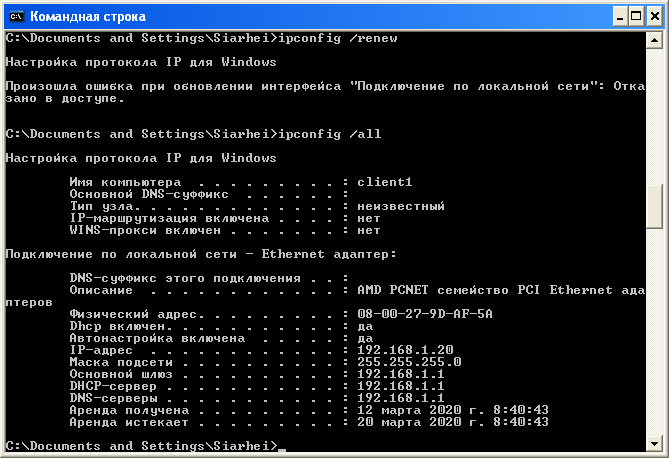 Командная строка
C:\Documents and Settings\Siarhei>ipconfig /renew
Настройка протокола IP для Windows
Произошла ошибка при обновлении интерфейса "Подключение по локальной сети": Отка
зано в доступе.
C:\Documents and Settings\Siarhei>ipconfig /all
Настройка протокола IP для Windows
Имя компьютера . . . . . . . . . : client1
Основной DNS-суффикс . . . . . . :
Тип узла. . . . . . . . . . . . . : неизвестный
IP-маршрутизация включена . . . . : нет
WINS-прокси включен . . . . . . . : нет
Подключение по локальной сети - Ethernet адаптер:
DNS-суффикс этого подключения . . :
Описание . . . . . . . . . . . . : AMD PCNET семейство PCI Ethernet ада
птеров
Физический адрес. . . . . . . . . : 08-00-27-9D-AF-5A
Dhcp включен. . . . . . . . . . . : да
Автонастройка включена . . . . . : да
IP-адрес . . . . . . . . . . . . : 192.168.1.20
Маска подсети . . . . . . . . . . : 255.255.255.0
Основной шлюз . . . . . . . . . . : 192.168.1.1
DHCP-сервер . . . . . . . . . . . : 192.168.1.1
DNS-серверы . . . . . . . . . . . : 192.168.1.1
Аренда получена . . . . . . . . . : 12 марта 2020 г. 8:40:43
Аренда истекает . . . . . . . . . : 20 марта 2020 г. 8:40:43
C:\Documents and Settings\Siarhei>_